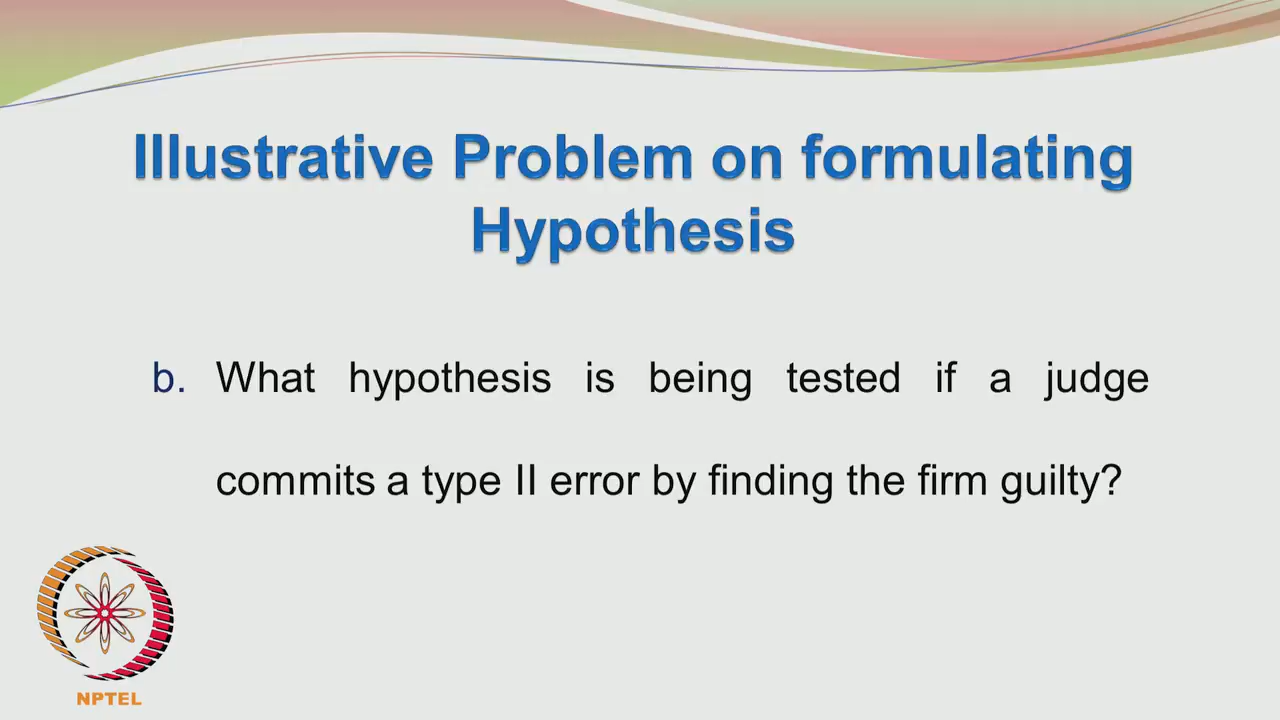 Illustrative Problem on formulating
Hypothesis
b. What hypothesis is being tested if a judge
commits a type II error by finding the firm guilty?
NPTEL